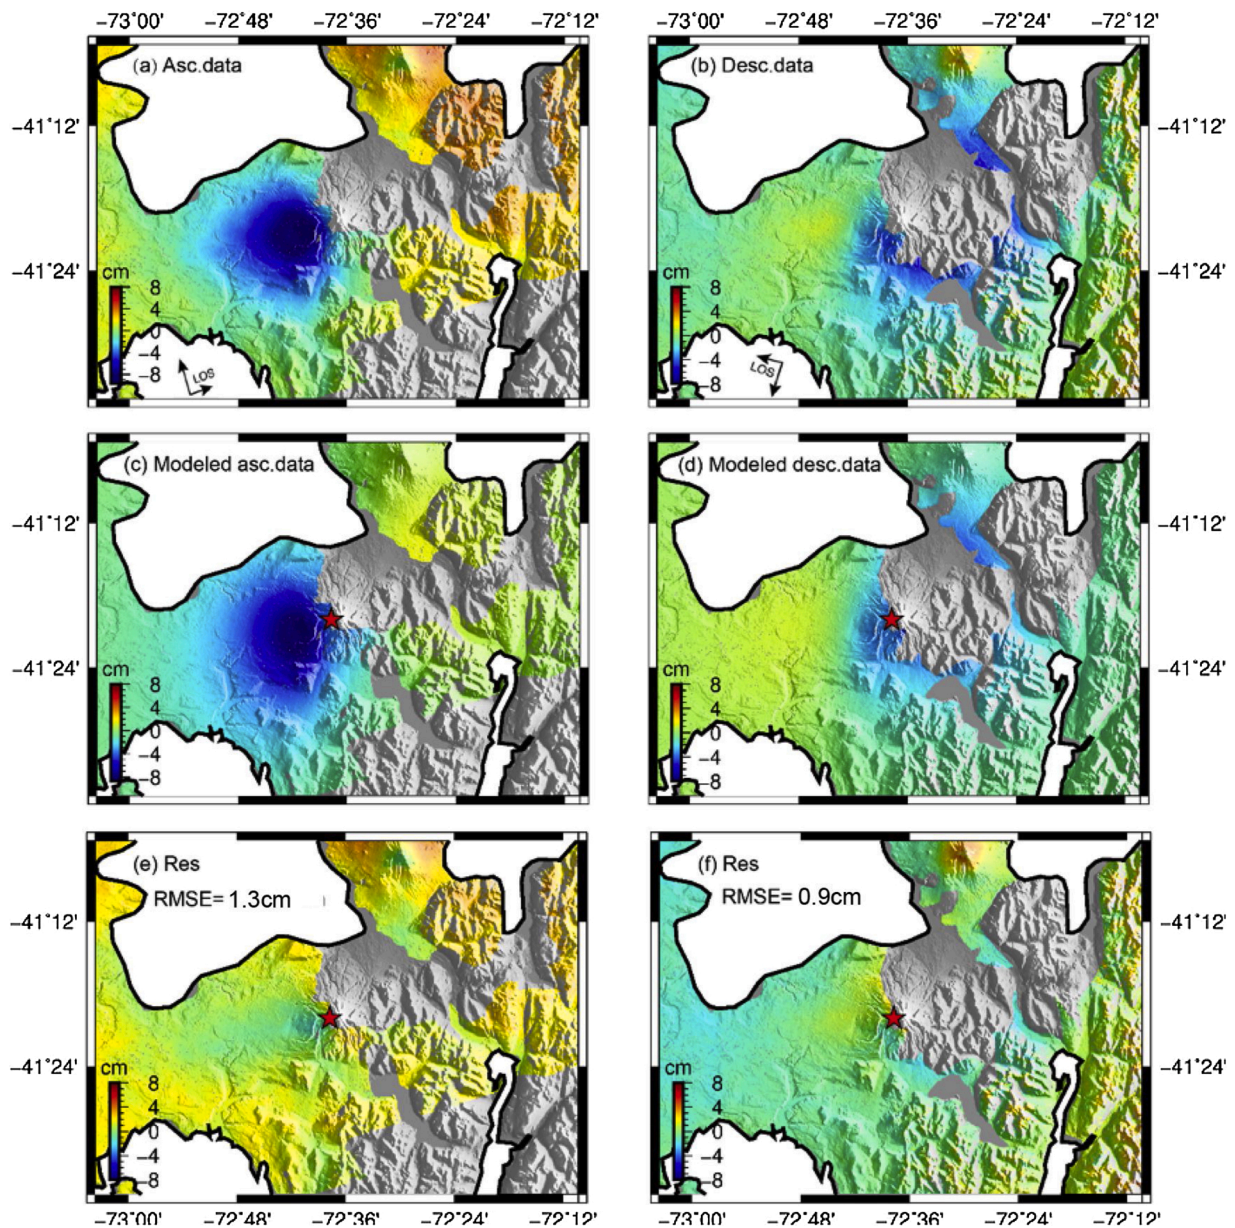 −73˚00' −72˚48' −72˚36' −72˚24' −72˚12' −73˚00' −72˚48' −72˚36' −72˚24' −72˚12'
(a) Asc.data (b) Desc.data
−41˚12' −41˚12'
−41˚24' −41˚24'
cm cm
8 8
4 4
0 0
−4 −4
−8 −8
LOS LOS
(c) Modeled asc.data (d) Modeled desc.data
−41˚12' −41˚12'
−41˚24' −41˚24'
cm cm
8 8
4 4
0 0
−4 −4
−8 −8
(e) Res (f) Res
RMSE= 1.3cm RMSE= 0.9cm
−41˚12' −41˚12'
−41˚24' −41˚24'
cm cm
8 8
4 4
0 0
−4 −4
−8 −8
−73˚00' −72˚48' −72˚36' −72˚24' −72˚12' −73˚00' −72˚48' −72˚36' −72˚24' −72˚12'